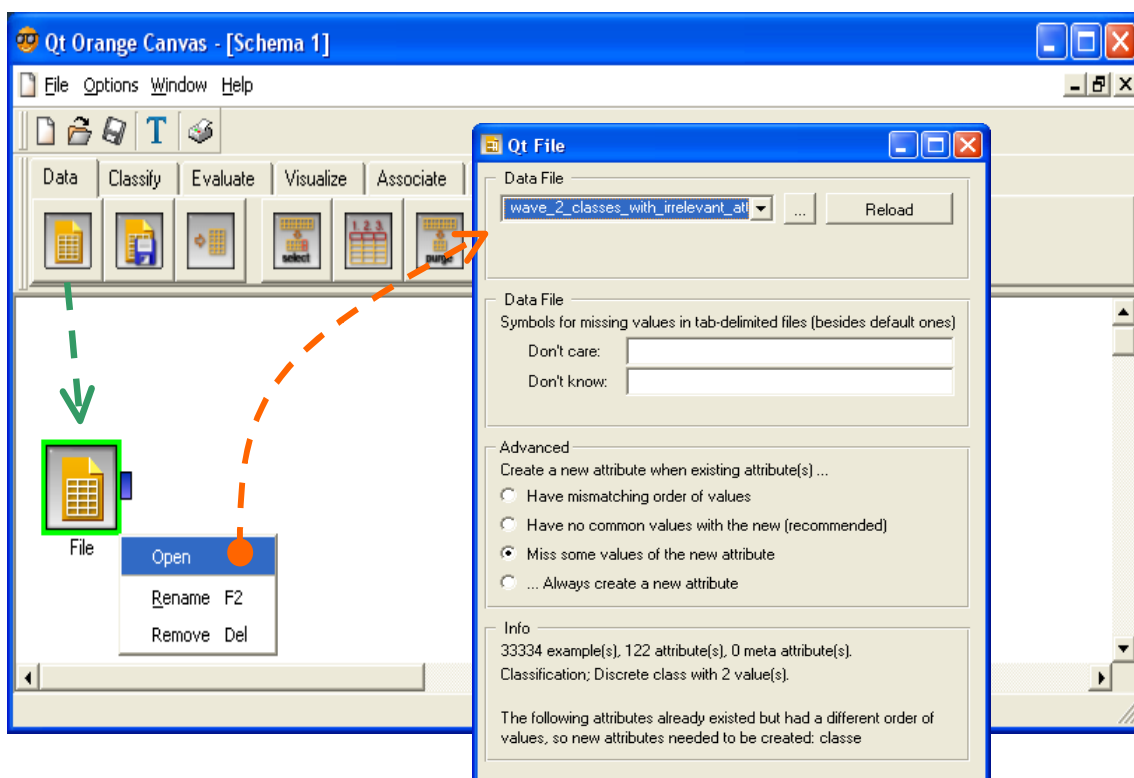 Qt Orange Canvas - [Schema 1]
File Options Window Help
T
Data Classify Evaluate Visualize Associate
select
1. 2. 3.
purge
File
Open
Rename F2
Remove Del
Qt File
Data File
wave_2_classes_with_irrelevant_att
... Reload
Data File
Symbols for missing values in tab-delimited files (besides default ones)
Don't care:
Don't know:
Advanced
Create a new attribute when existing attribute(s) ...
Have mismatching order of values
Have no common values with the new (recommended)
Miss some values of the new attribute
... Always create a new attribute
Info
33334 example(s), 122 attribute(s), 0 meta attribute(s).
Classification; Discrete class with 2 value(s).
The following attributes already existed but had a different order of
values, so new attributes needed to be created: classe